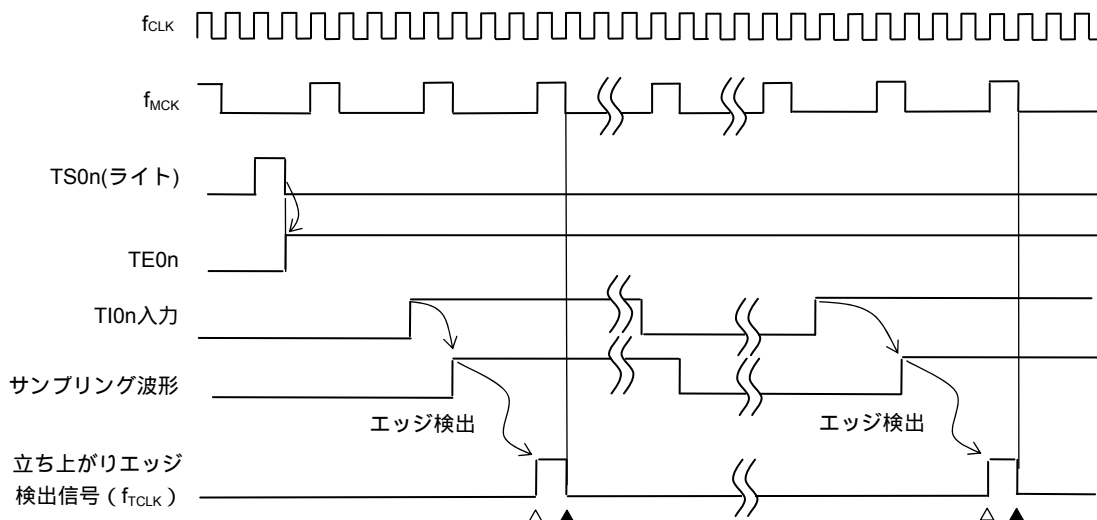 fCLK
fMCK
TS0n(ライト)
TE0n
TI0n入力
サンプリング波形
エッジ検出
エッジ検出
立ち上がりエッジ
検出信号（fTCLK）